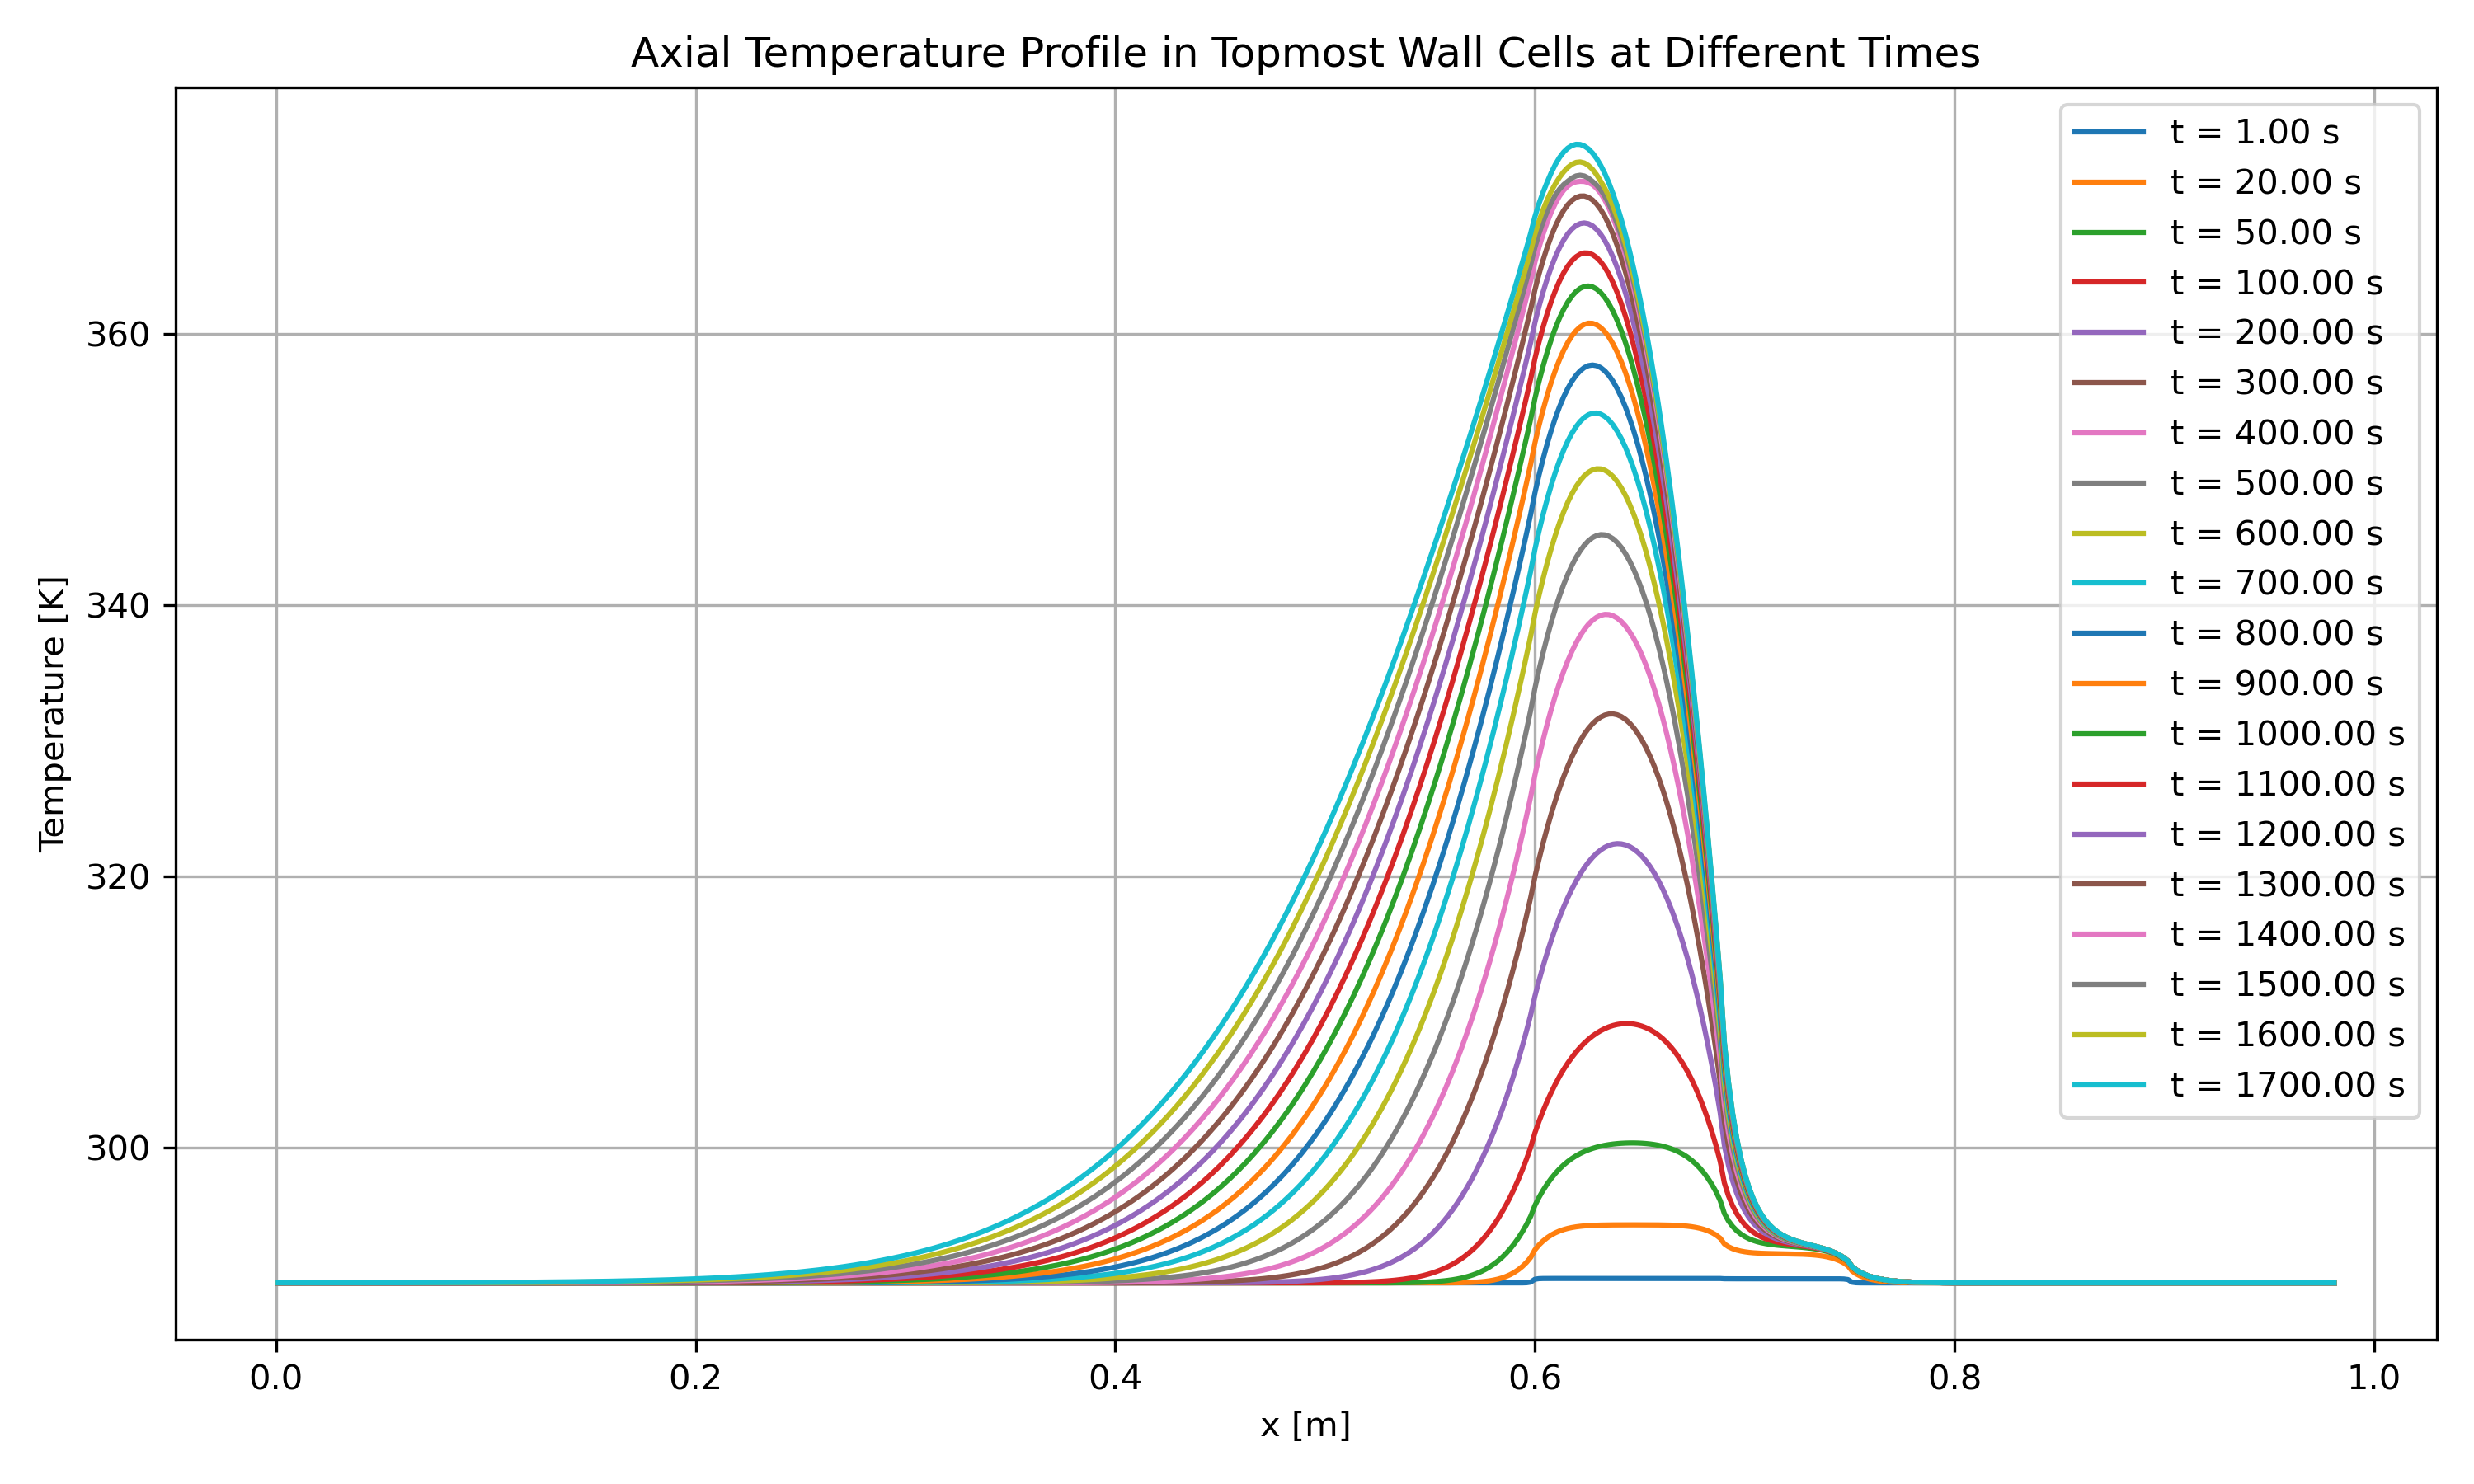 Axial Temperature Profile in Topmost Wall Cells at Different Times
Temperature [K]
360
340
320
300
0.0
0.2
0.4
0.6
0.8
1.0
x [m]
t = 1.00 s
t = 20.00 s
t = 50.00 s
t = 100.00 s
t = 200.00 s
t = 300.00 s
t = 400.00 s
t = 500.00 s
t = 600.00 s
t = 700.00 s
t = 800.00 s
t = 900.00 s
t = 1000.00 s
t = 1100.00 s
t = 1200.00 s
t = 1300.00 s
t = 1400.00 s
t = 1500.00 s
t = 1600.00 s
t = 1700.00 s